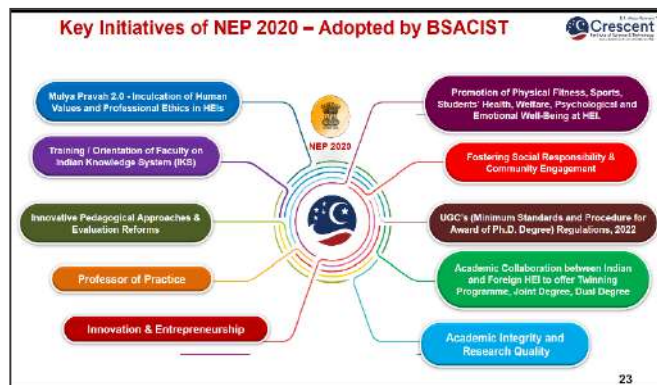 Key Initiatives of NEP 2020 – Adopted by BSACIST
Crescent
Mulya Pravah 2.0 - Inculcation of Human
Values and Professional Ethics in HEIs
Training / Orientation of Faculty on
Indian Knowledge System (IKS)
Innovative Pedagogical Approaches &
Evaluation Reforms
Professor of Practice
Innovation & Entrepreneurship
NEP 2020
Promotion of Physical Fitness, Sports,
Students' Health, Welfare, Psychological and
Emotional Well-Being at HEI.
Fostering Social Responsibility &
Community Engagement
UGC's (Minimum Standards and Procedure for
Award of Ph.D. Degree) Regulations, 2022
Academic Collaboration between Indian
and Foreign HEI to offer Twinning
Programme, Joint Degree, Dual Degree
Academic Integrity and
Research Quality
23